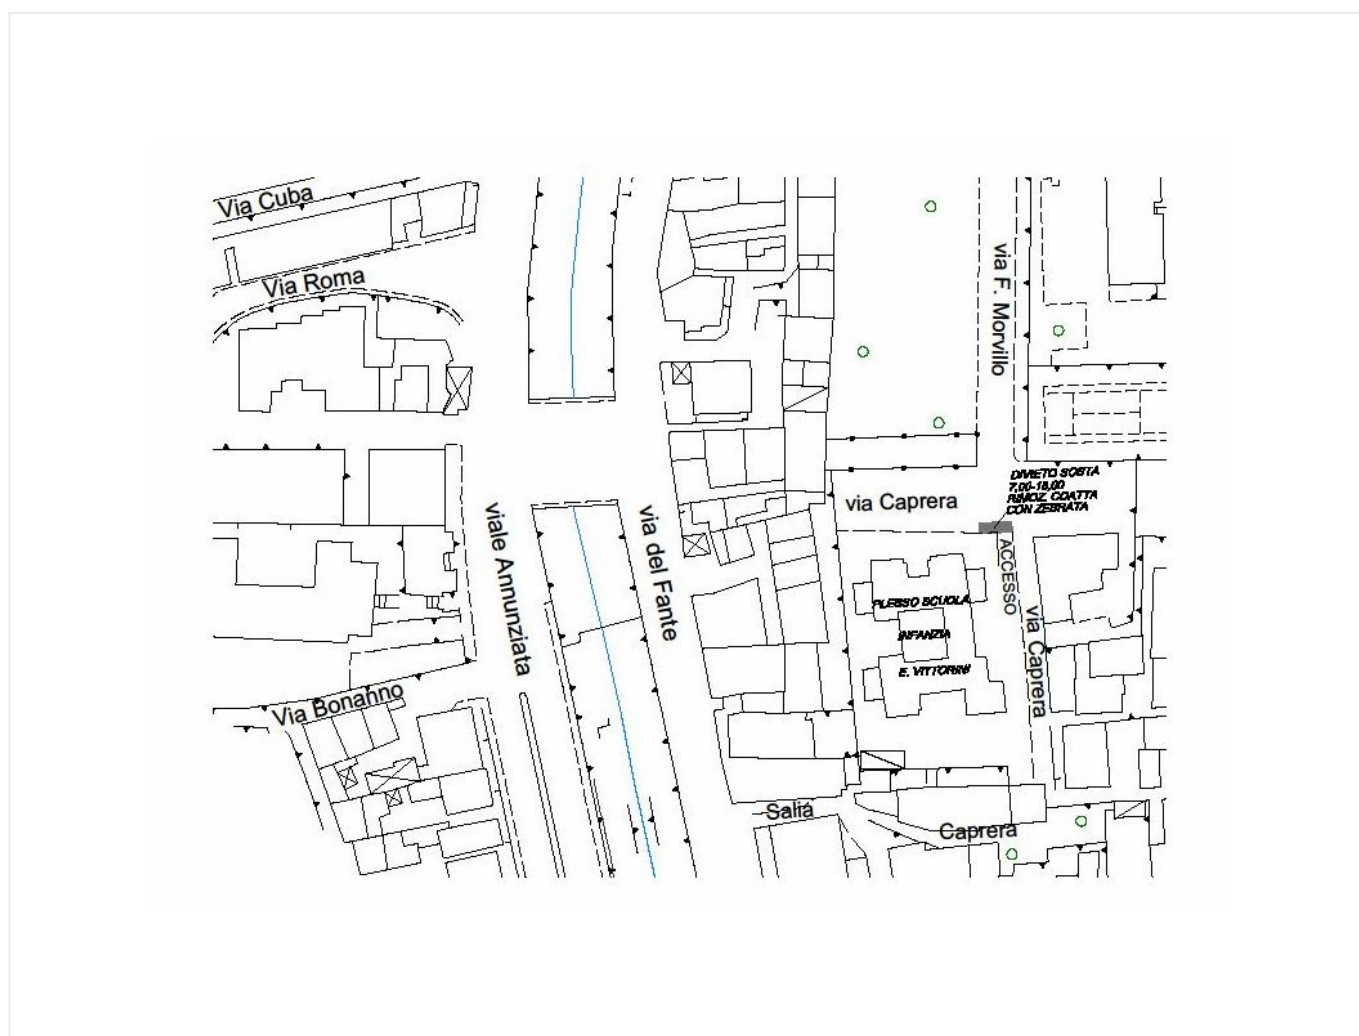 Via Cuba
Via Roma
via F. Morvillo
DIVIETO SOSTA
7,00-18,00
RIMOZ. COATTA
CON ZEBRATA
via Caprera
ACCESSO
viale Annunziata
via del Fante
PLESSO SCUOLA
INFANZIA
E. VITTORINI
via Caprera
Via Bonanno
Salia
Caprera